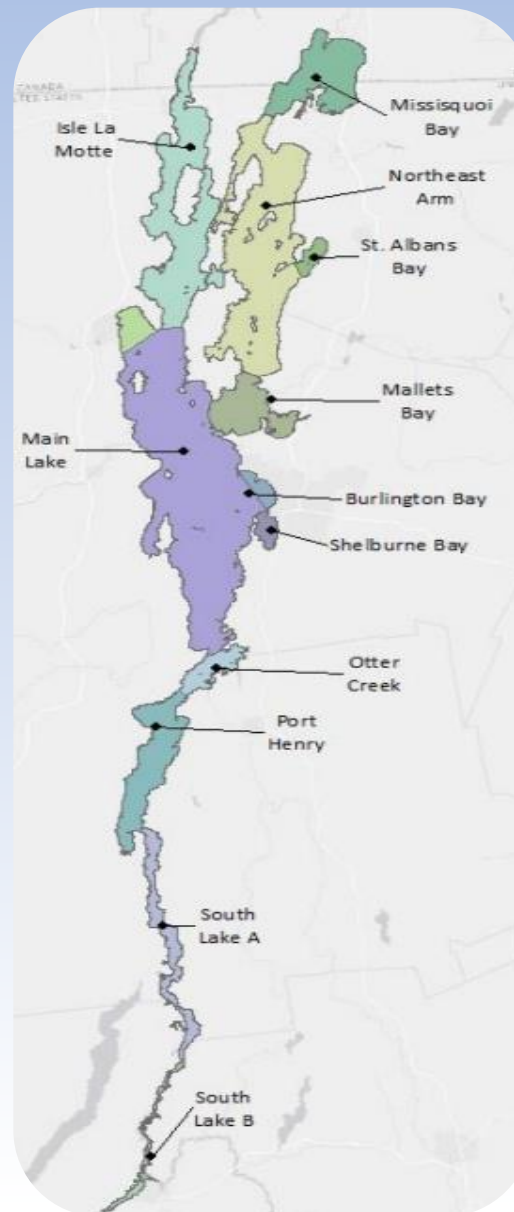 CANADA
Missisquoi
Bay
Isle La
Motte
Northeast
Arm
St. Albans
Bay
Mallets
Bay
Main
Lake
Burlington Bay
Shelburne Bay
Otter
Creek
Port
Henry
South
Lake A
South
Lake B